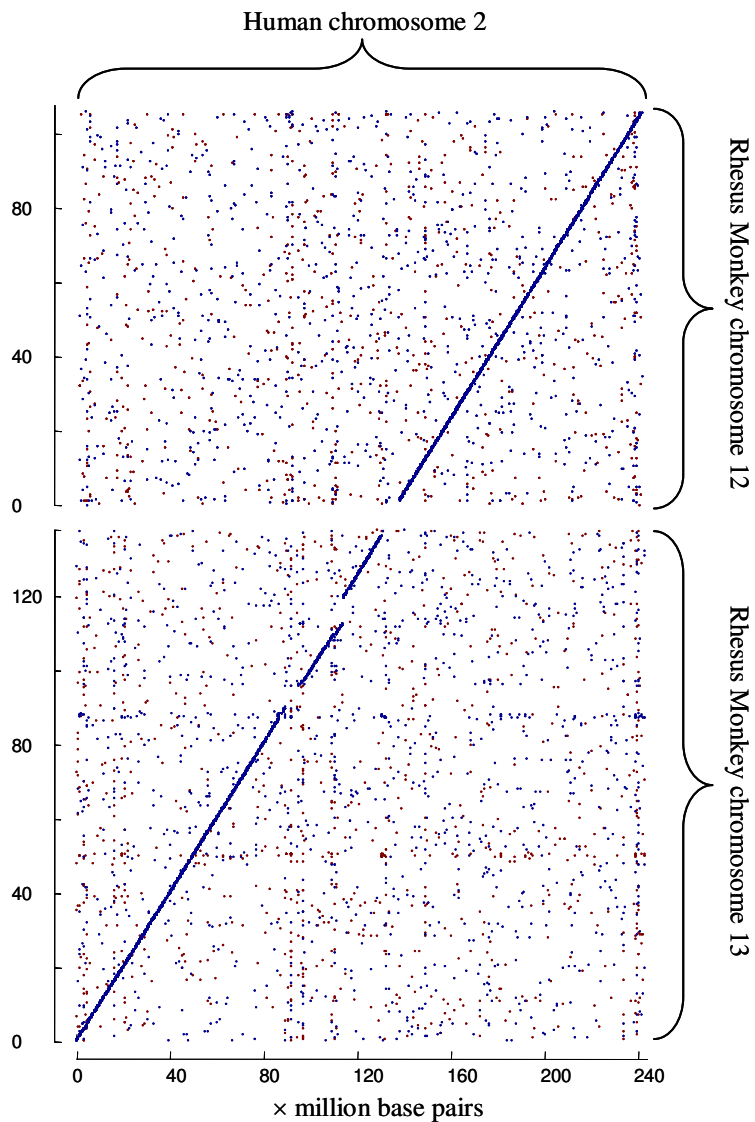 Human chromosome 2
Rhesus Monkey chromosome 12
80
40
0
Rhesus Monkey chromosome 13
120
80
40
0
0 40 80 120 160 200 240
× million base pairs